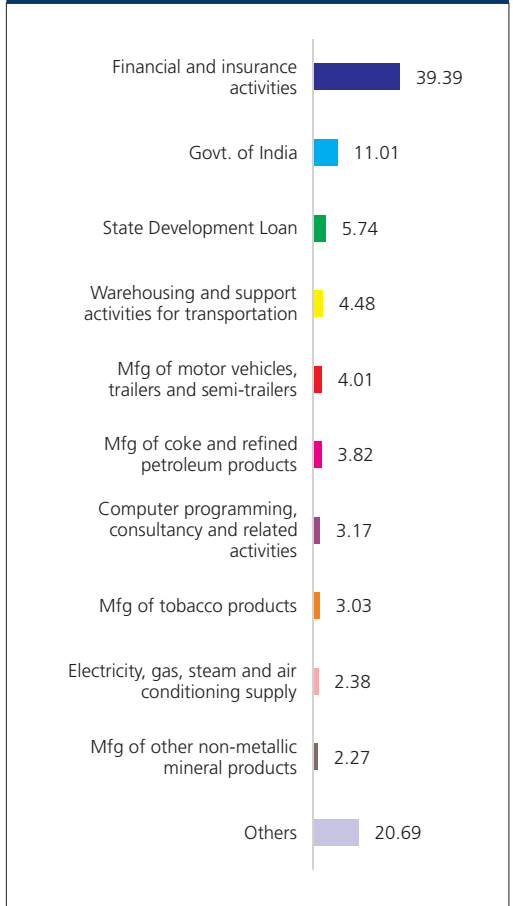 Financial and insurance
activities
39.39
Govt. of India
11.01
State Development Loan
5.74
Warehousing and support
activities for transportation
4.48
Mfg of motor vehicles,
trailers and semi-trailers
4.01
Mfg of coke and refined
petroleum products
3.82
Computer programming,
consultancy and related
activities
3.17
Mfg of tobacco products
3.03
Electricity, gas, steam and air
conditioning supply
2.38
Mfg of other non-metallic
mineral products
2.27
Others
20.69